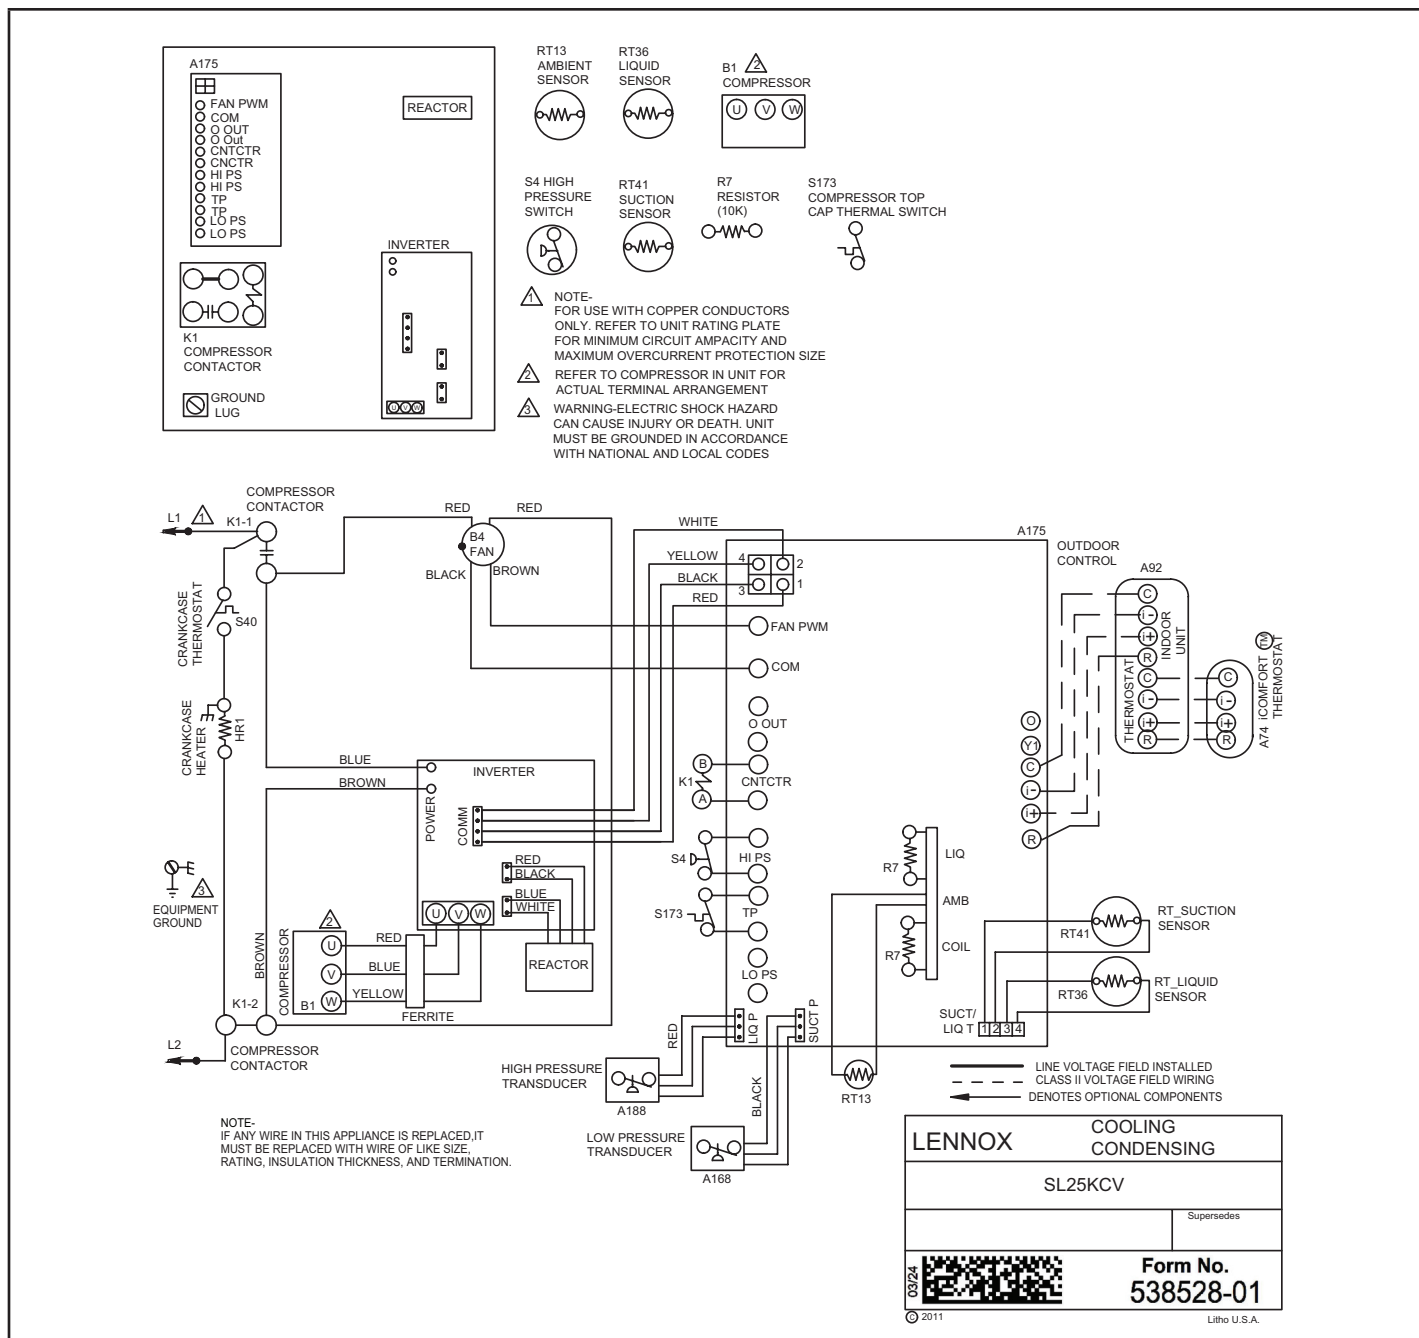 A175
FAN PWM
COM
O OUT
O Out
CNTCTR
CNCTR
HI PS
HI PS
TP
TP
LO PS
LO PS
REACTOR
INVERTER
U V W
K1
COMPRESSOR
CONTACTOR
GROUND
LUG
RT13
AMBIENT
SENSOR
RT36
LIQUID
SENSOR
B1 2
COMPRESSOR
U V W
S4 HIGH
PRESSURE
SWITCH
RT41
SUCTION
SENSOR
R7
RESISTOR
(10K)
S173
COMPRESSOR TOP
CAP THERMAL SWITCH
1 NOTE-
FOR USE WITH COPPER CONDUCTORS
ONLY. REFER TO UNIT RATING PLATE
FOR MINIMUM CIRCUIT AMPACITY AND
MAXIMUM OVERCURRENT PROTECTION SIZE
2 REFER TO COMPRESSOR IN UNIT FOR
ACTUAL TERMINAL ARRANGEMENT
3 WARNING-ELECTRIC SHOCK HAZARD
CAN CAUSE INJURY OR DEATH. UNIT
MUST BE GROUNDED IN ACCORDANCE
WITH NATIONAL AND LOCAL CODES
COMPRESSOR
CONTACTOR
L1 1 K1-1
RED
RED
B4
FAN
BLACK
BROWN
WHITE
YELLOW
BLACK
RED
4
2
3
1
A175
OUTDOOR
CONTROL
A92
C
i-
i+
R
C
i-
i+
R
INDOOR
UNIT
THERMOSTAT
C
i-
i+
R
A74 iCOMFORT TM
THERMOSTAT
CRANKCASE
THERMOSTAT
S40
CRANKCASE
HEATER
HR1
FAN PWM
COM
O OUT
B
K1
A
CNTCTR
S4
HI PS
S173
TP
LO PS
O
Y1
C
i-
i+
R
BLUE
BROWN
INVERTER
POWER
COMM
RED
BLACK
BLUE
WHITE
U V W
REACTOR
3
EQUIPMENT
GROUND
BROWN
2
COMPRESSOR
U
V
W
B1
RED
BLUE
YELLOW
FERRITE
K1-2
L2
COMPRESSOR
CONTACTOR
R7
LIQ
AMB
R7
COIL
RT41
RT_SUCTION
SENSOR
RT36
RT_LIQUID
SENSOR
SUCT/
LIQ T
1 2 3 4
RED
LIQ P
SUCT P
HIGH PRESSURE
TRANSDUCER
A188
BLACK
LOW PRESSURE
TRANSDUCER
A168
RT13
LINE VOLTAGE FIELD INSTALLED
CLASS II VOLTAGE FIELD WIRING
DENOTES OPTIONAL COMPONENTS
NOTE-
IF ANY WIRE IN THIS APPLIANCE IS REPLACED,IT
MUST BE REPLACED WITH WIRE OF LIKE SIZE,
RATING, INSULATION THICKNESS, AND TERMINATION.
LENNOX
COOLING
CONDENSING
SL25KCV
Supersedes
03/24
Form No.
538528-01
© 2011
Litho U.S.A.